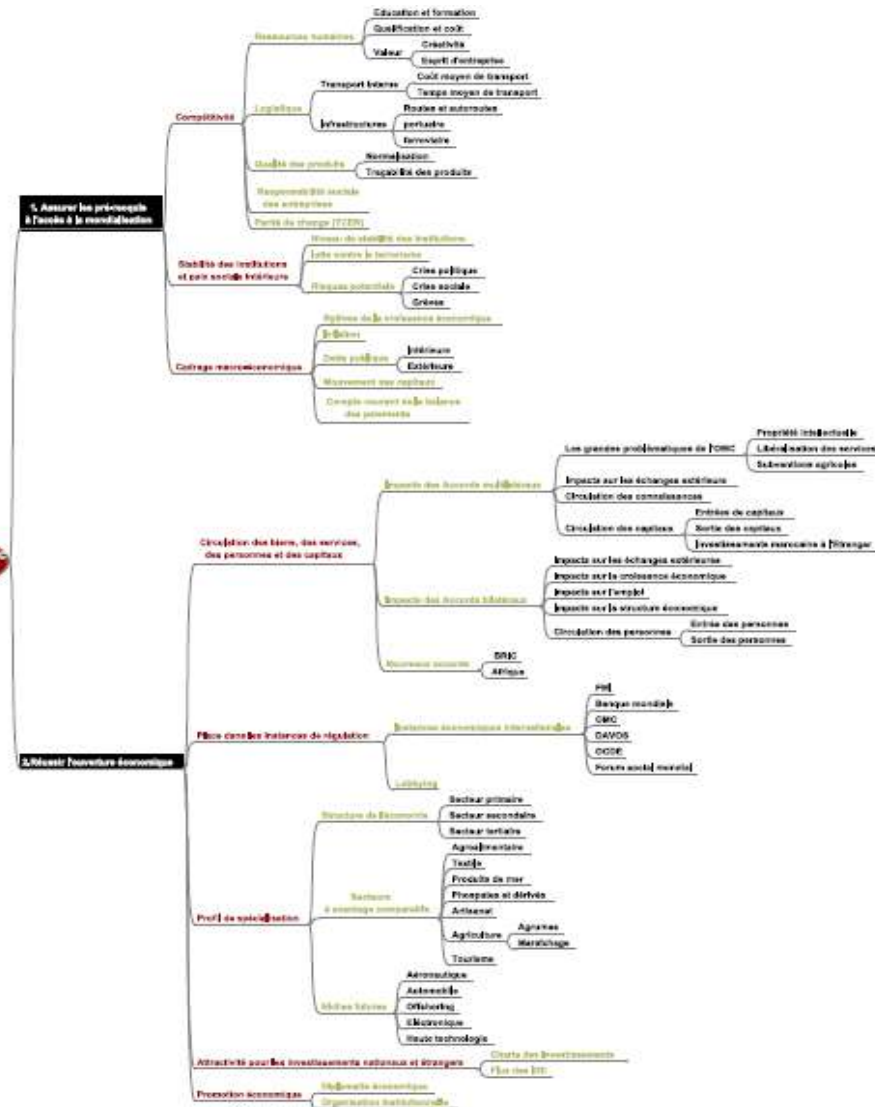 Education et formation
Qualification et coût
Ressources humaines
Valeur
Créativité
Esprit d'entreprise
Transport interne
Coût moyen de transport
Temps moyen de transport
Logistique
Compétitivité
Infrastructures
Routes et autoroutes
portuaire
ferroviaire
Qualité des produits
Normalisation
Traçabilité des produits
Responsabilité sociale
des entreprises
Parité de change (TCER)
1. Assurer les pré-requis
à l'accès à la mondialisation
Niveau de stabilité des institutions
Lutte contre le terrorisme
Stabilité des institutions
et paix sociale intérieure
Risques potentiels
Crise politique
Crise sociale
Grèves
Rythme de la croissance économique
Inflation
Cadrage macroéconomique
Dette publique
Intérieure
Extérieure
Mouvement des capitaux
Compte courant de la balance
des paiements
Les grandes problématiques de l'OMC
Propriété intellectuelle
Libéralisation des services
Subventions agricoles
Impacts des Accords multilatéraux
Impacts sur les échanges extérieurs
Circulation des connaissances
Circulation des capitaux
Entrées de capitaux
Sortie des capitaux
Investissements marocains à l'Etranger
Circulation des biens, des services,
des personnes et des capitaux
Impacts des Accords bilatéraux
Impacts sur les échanges extérieures
Impacts sur la croissance économique
Impacts sur l'emploi
Impacts sur la structure économique
Circulation des personnes
Entrée des personnes
Sortie des personnes
Nouveaux accords
BRIC
Afrique
Place dans les instances de régulation
Instances économiques internationales
FMI
Banque mondiale
OMC
DAVOS
OCDE
Forum social mondial
Lobbying
2.Réussir l'ouverture économique
Structure de l'économie
Secteur primaire
Secteur secondaire
Secteur tertiaire
Profil de spécialisation
Secteurs
à avantage comparatifs
Agroalimentaire
Textile
Produits de mer
Phospates et dérivés
Artisanat
Agriculture
Agrumes
Maraîchage
Tourisme
Niches futures
Aéronautique
Automobile
Offshoring
Eléctronique
Haute technologie
Attractivité pour les investissements nationaux et étrangers
Charte des investissements
Flux des IDE
Promotion économique
Diplomatie économique
Organisation institutionnelle